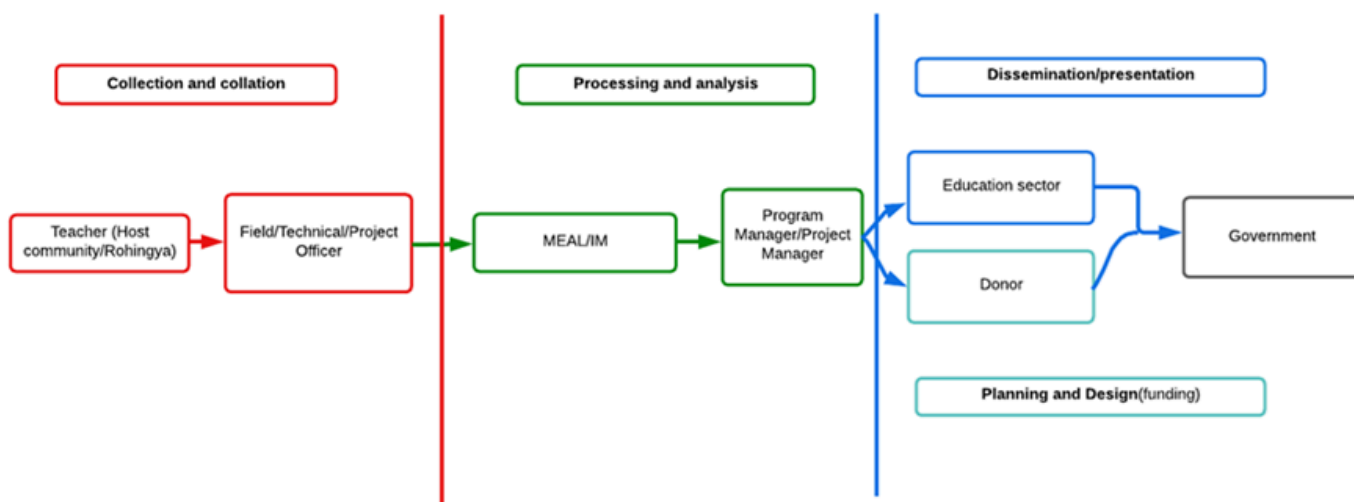 Collection and collation
Processing and analysis
Dissemination/presentation
Teacher (Host
community/Rohingya)
Field/Technical/Project
Officer
MEAL/IM
Program
Manager/Project
Manager
Education sector
Donor
Government
Planning and Design(funding)